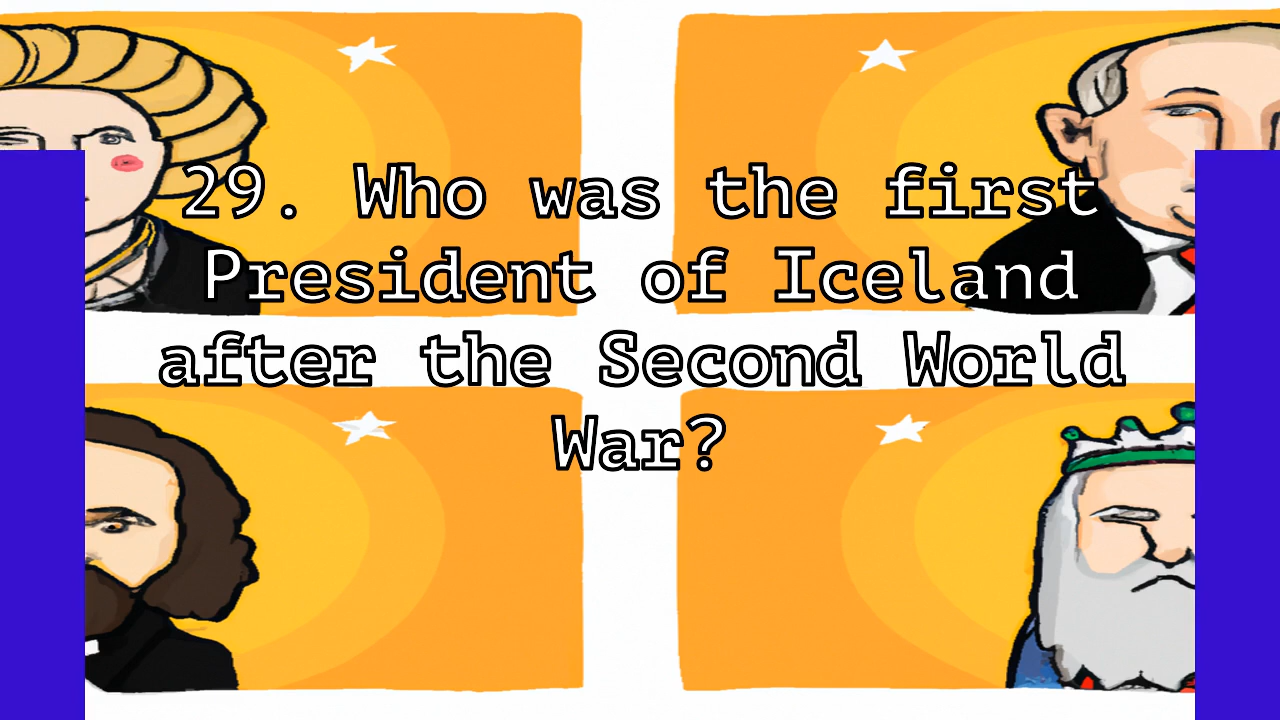 29. Who was the first
President of Iceland
after the Second World
War?